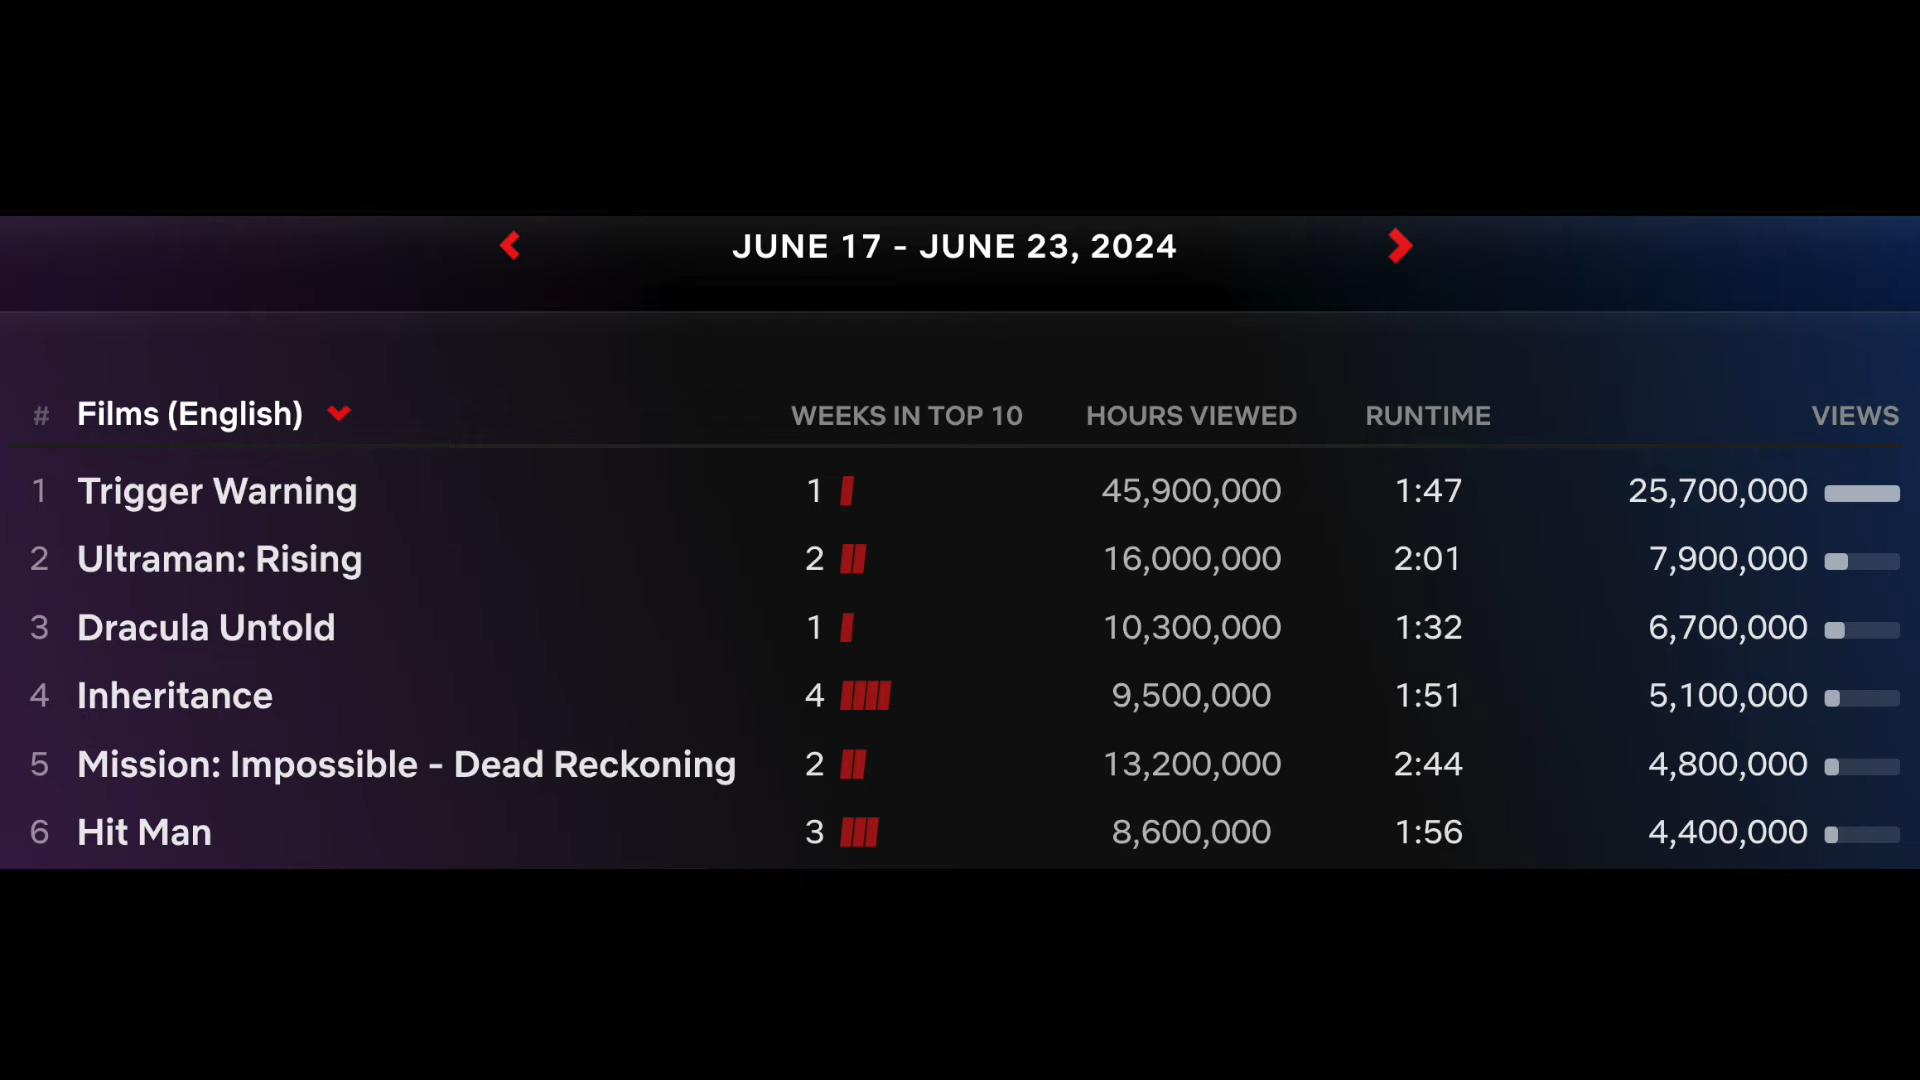 JUNE 17 - JUNE 23, 2024
# Films (English) WEEKS IN TOP 10 HOURS VIEWED RUNTIME VIEWS
1 Trigger Warning 1 45,900,000 1:47 25,700,000
2 Ultraman: Rising 2 16,000,000 2:01 7,900,000
3 Dracula Untold 1 10,300,000 1:32 6,700,000
4 Inheritance 4 9,500,000 1:51 5,100,000
5 Mission: Impossible - Dead Reckoning 2 13,200,000 2:44 4,800,000
6 Hit Man 3 8,600,000 1:56 4,400,000